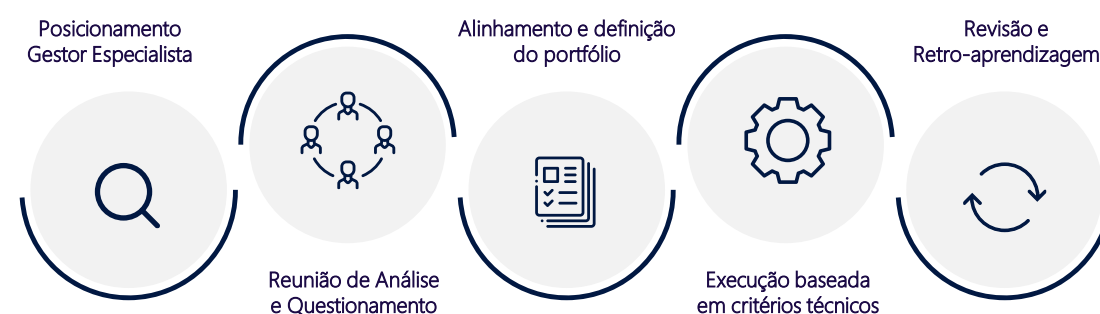 Posicionamento
Gestor Especialista
Reunião de Análise
e Questionamento
Alinhamento e definição
do portfólio
Execução baseada
em critérios técnicos
Revisão e
Retro-aprendizagem